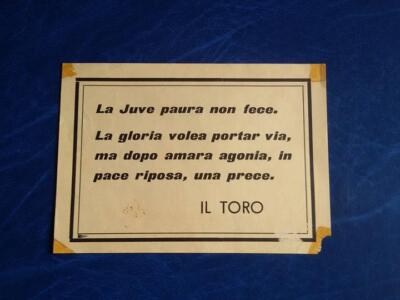 La Juve paura non fece.
La gloria volea portar via,
ma dopo amara agonia, in
pace riposa, una prece.
IL TORO